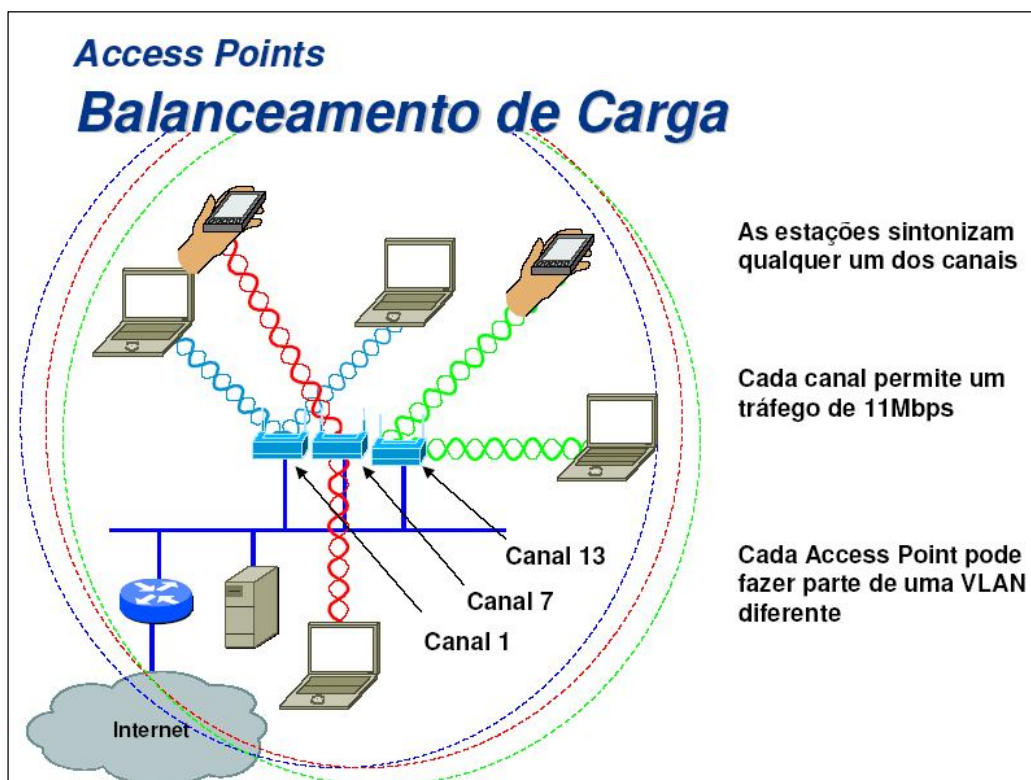 Access Points
Balanceamento de Carga
As estações sintonizam
qualquer um dos canais
Cada canal permite um
tráfego de 11Mbps
Cada Access Point pode
fazer parte de uma VLAN
diferente
Canal 13
Canal 7
Canal 1
Internet